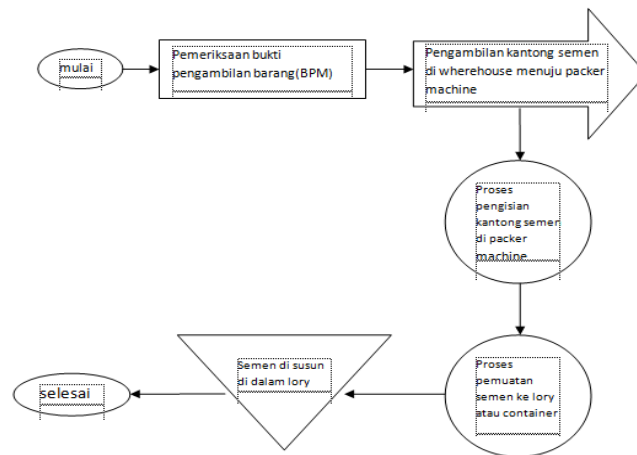 mulai
Pemeriksaan bukti
pengambilan barang(BPM)
Pengambilan kantong semen
di wherehouse menuju packer
machine
Proses
pengisian
kantong semer
di packer
machine
Proses
pemuatan
semen ke lory
atau container
Semen di susun
di dalam lory
selesai